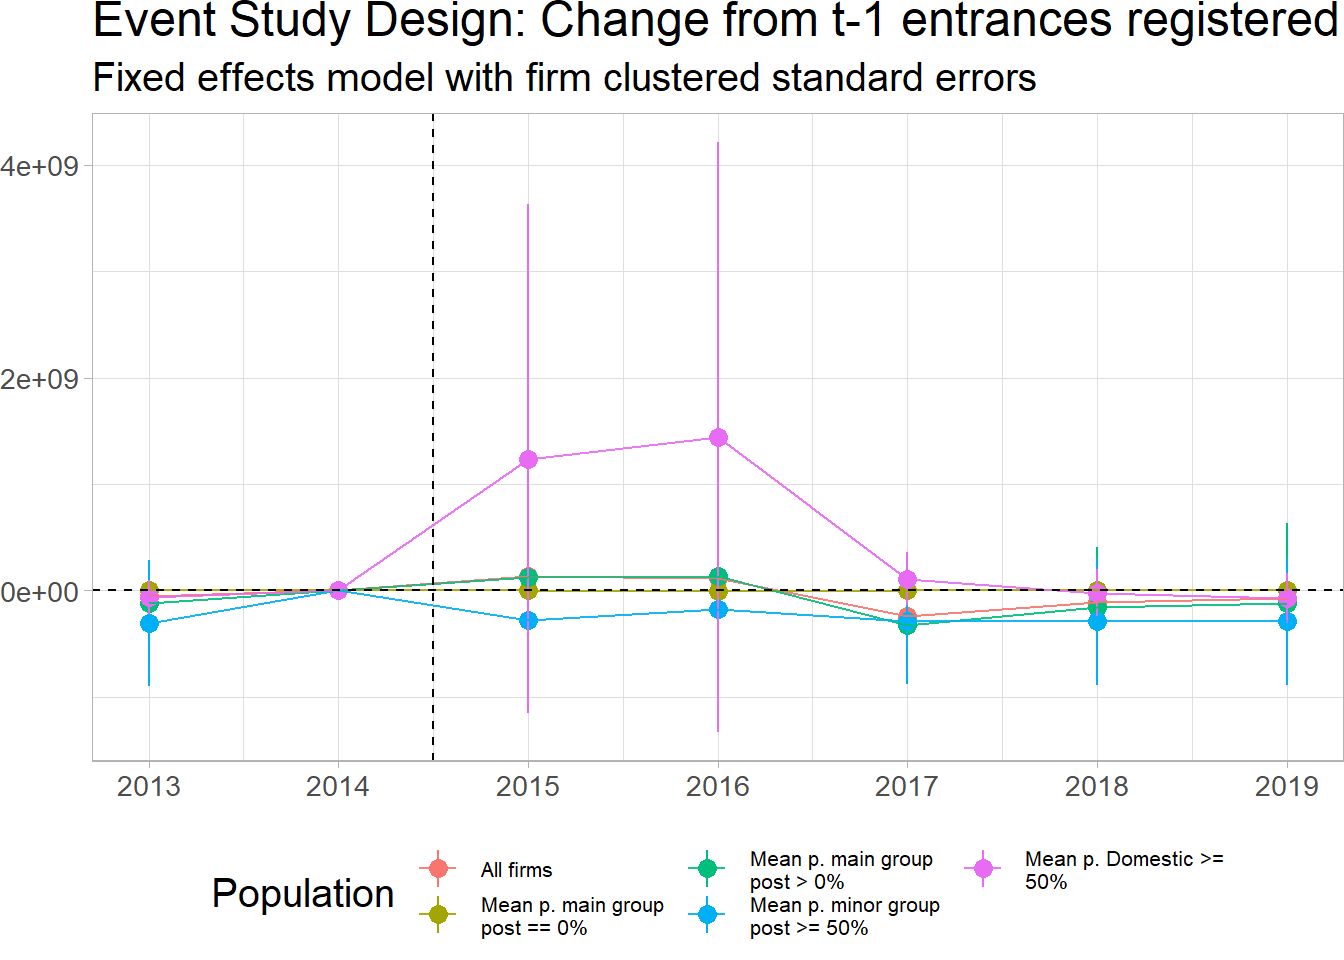 Event Study Design: Change from t-1 entrances registered
Fixed effects model with firm clustered standard errors
4e+09
2e+09
0e+00
2013 2014 2015 2016 2017 2018 2019
Population
All firms
Mean p. main group
post == 0%
Mean p. main group
post > 0%
Mean p. minor group
post >= 50%
Mean p. Domestic >=
50%